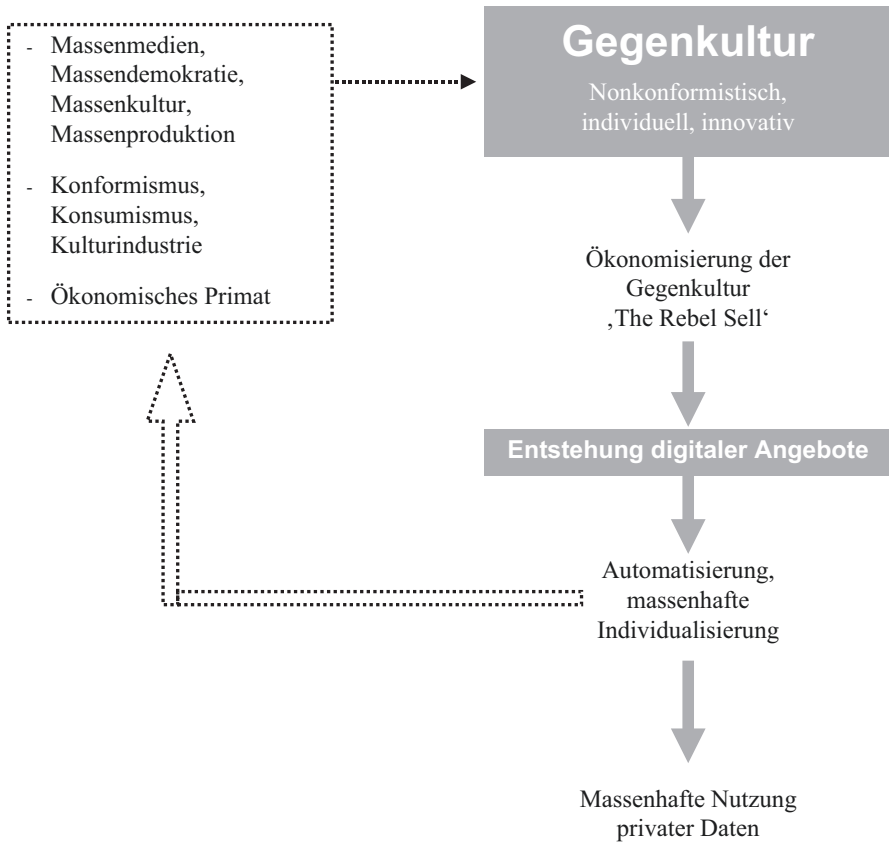 - Massenmedien,
Massendemokratie,
Massenkultur,
Massenproduktion
- Konformismus,
Konsumismus,
Kulturindustrie
- Ökonomisches Primat
Gegenkultur
Nonkonformistisch,
individuell, innovativ
Ökonomisierung der
Gegenkultur
‚The Rebel Sell‘
Entstehung digitaler Angebote
Automatisierung,
massenhafte
Individualisierung
Massenhafte Nutzung
privater Daten